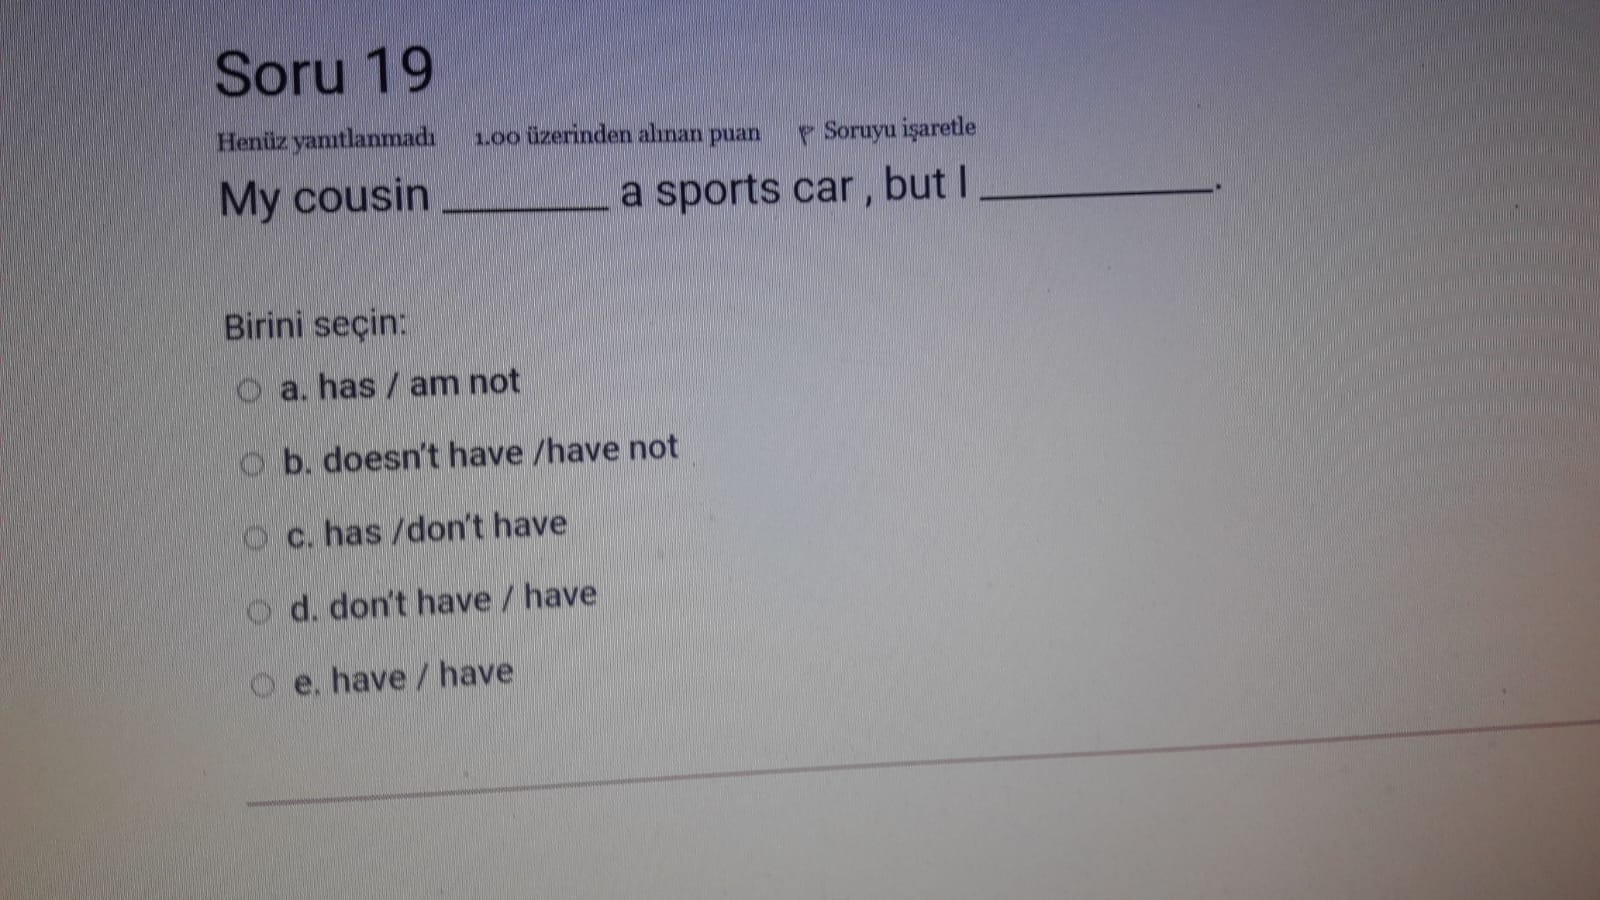 Soru 19
Henüz yanıtlanmadı 1.00 üzerinden alınan puan Soruyu işaretle
My cousin ________ a sports car , but I ___________.
Birini seçin:
a. has / am not
b. doesn't have /have not
c. has /don't have
d. don't have / have
e. have / have